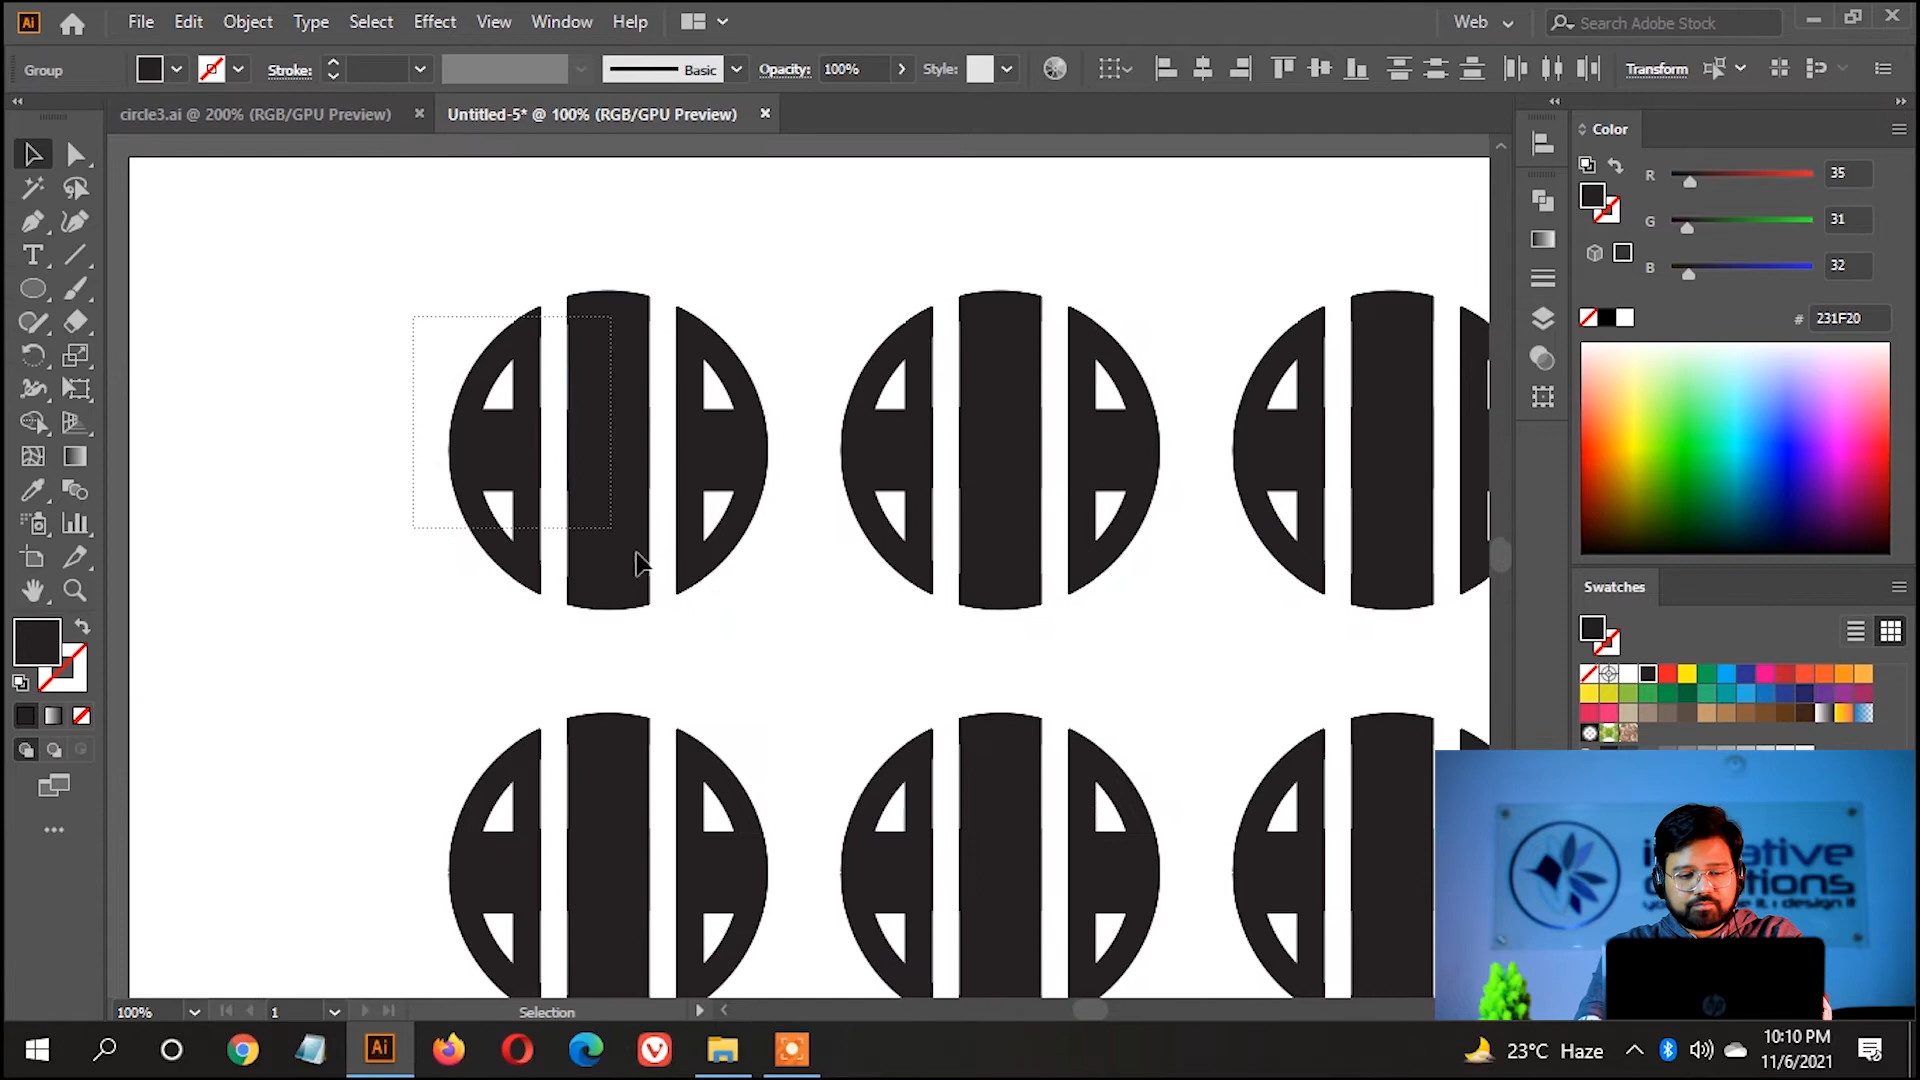 Ai File Edit Object Type Select Effect View Window Help Web Search Adobe Stock
Group Stroke: Basic Opacity: 100% Style: Transform
circle3.ai @ 200% (RGB/GPU Preview) Untitled-5* @ 100% (RGB/GPU Preview)
Color
R 35
G 31
B 32
# 231F20
Swatches
100% 1 Selection
Ai 23°C Haze 10:10 PM
11/6/2021